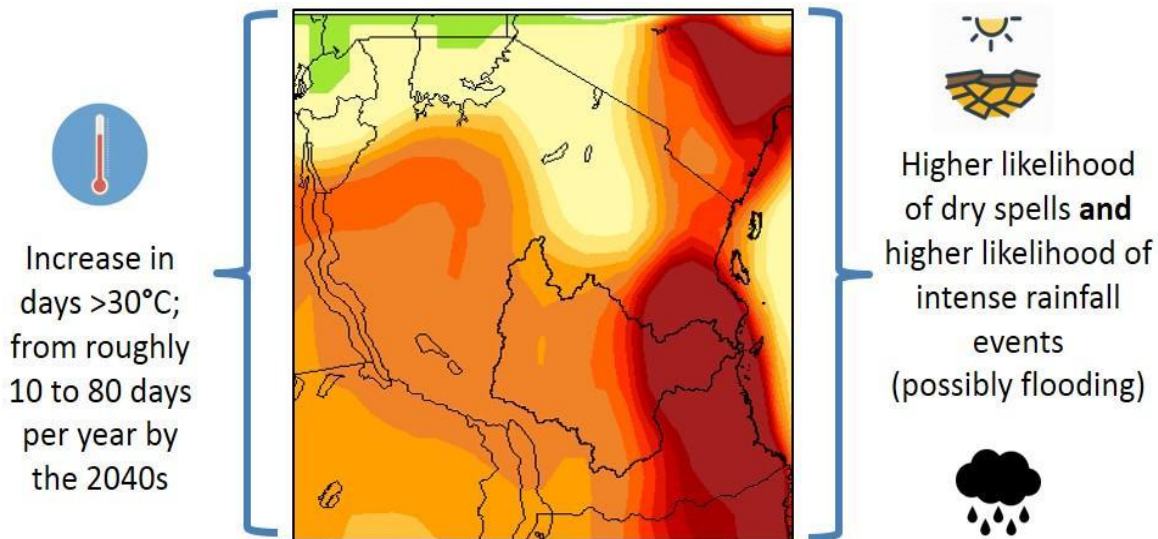 Increase in
days >30°C;
from roughly
10 to 80 days
per year by
the 2040s
Higher likelihood
of dry spells and
higher likelihood of
intense rainfall
events
(possibly flooding)